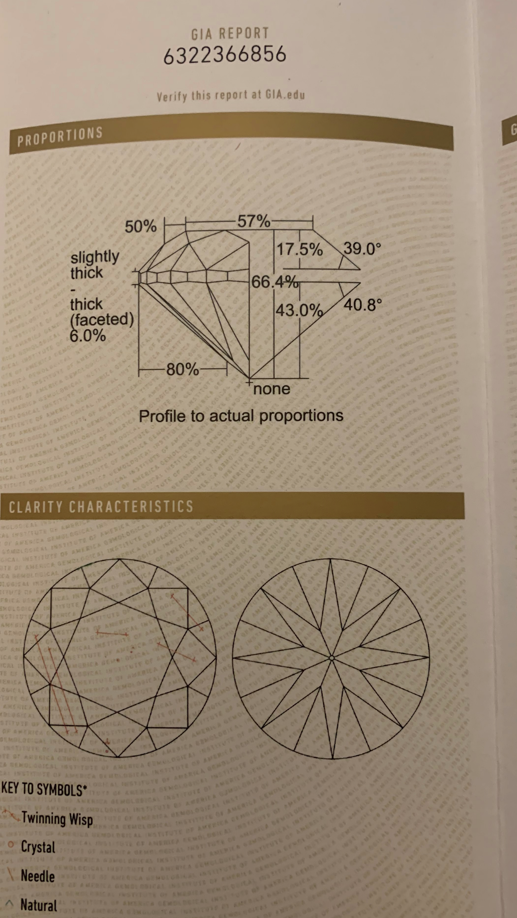 GIA REPORT
6322366856
Verify this report at GIA.edu
PROPORTIONS
50%
57%
17.5%
39.0°
slightly
thick
-
thick
(faceted)
6.0%
66.4%
43.0%
40.8°
80%
none
Profile to actual proportions
CLARITY CHARACTERISTICS
KEY TO SYMBOLS*
Twinning Wisp
Crystal
Needle
Natural
G